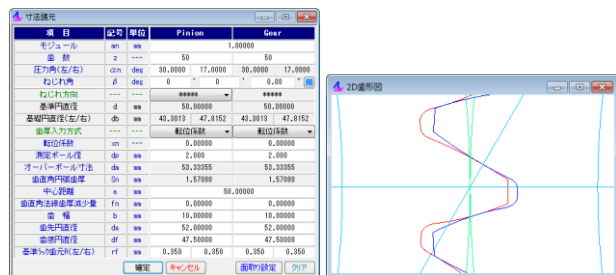 寸法諸元
項 目 記号 単位 Pinion Gear
モジュール mn mm 1.00000
歯 数 z --- 50 50
圧力角(左/右) αn deg 30.0000 17.0000 30.0000 17.0000
ねじれ角 β deg 0 ° 0 ' 0.00 "
ねじれ方向 --- --- ***** *****
基準円直径 d mm 50.00000 50.00000
基礎円直径(左/右) db mm 43.3013 47.8152 43.3013 47.8152
歯厚入力方式 --- --- 転位係数 転位係数
転位係数 xn --- 0.00000 0.00000
測定ボール径 dp mm 2.000 2.000
オーバーボール寸法 dm mm 53.33355 53.33355
歯直角円弧歯厚 Sn mm 1.57080 1.57080
中心距離 a mm 50.00000
歯直角法線歯厚減少量 fn mm 0.00000 0.00000
歯 幅 b mm 10.00000 10.00000
歯先円直径 da mm 52.00000 52.00000
歯底円直径 df mm 47.50000 47.50000
基準ラック歯元R(左/右) rf mm 0.350 0.350 0.350 0.350
確定 キャンセル 面取り設定 クリア
2D歯形図